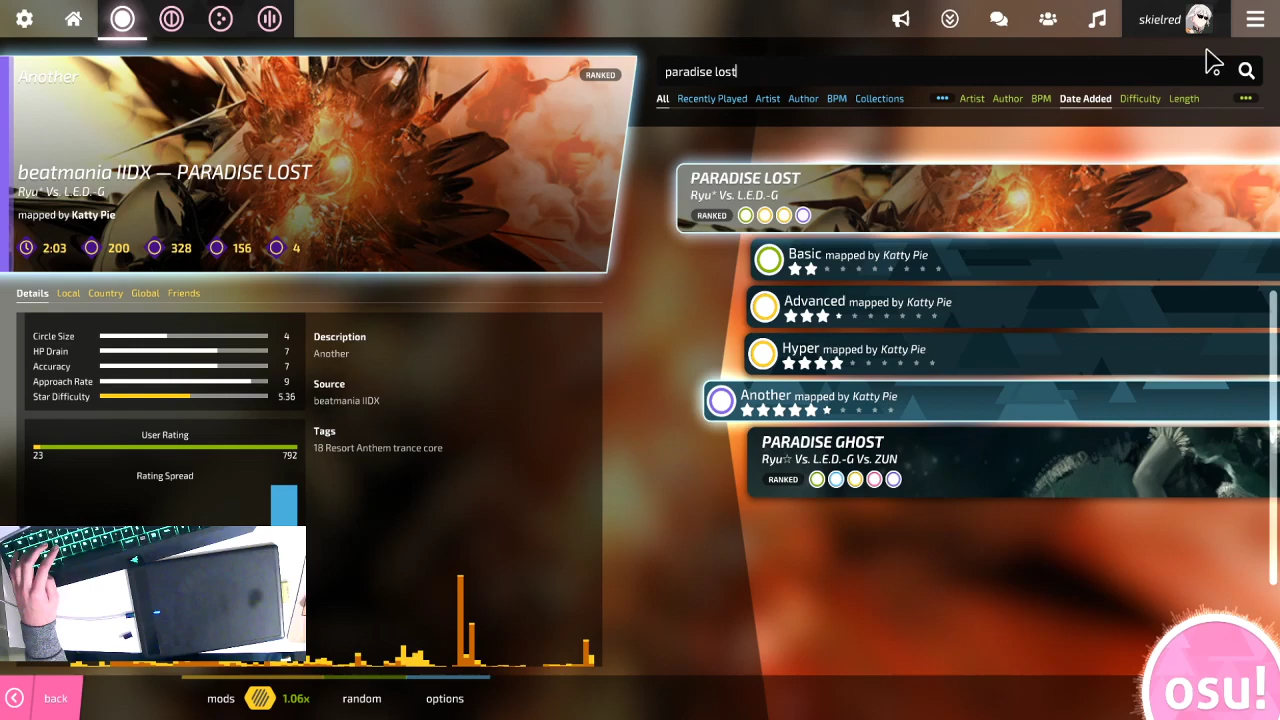 skielred
Another
RANKED
beatmania IIDX — PARADISE LOST
Ryu* Vs. L.E.D.-G
mapped by Katty Pie
2:03 200 328 156 4
paradise lost
All Recently Played Artist Author BPM Collections Artist Author BPM Date Added Difficulty Length
PARADISE LOST
Ryu* Vs. L.E.D.-G
RANKED
Basic mapped by Katty Pie
Advanced mapped by Katty Pie
Hyper mapped by Katty Pie
Another mapped by Katty Pie
PARADISE GHOST
Ryu☆ Vs. L.E.D.-G Vs. ZUN
RANKED
Details Local Country Global Friends
Circle Size 4
HP Drain 7
Accuracy 7
Approach Rate 9
Star Difficulty 5.36
User Rating
23 792
Rating Spread
Description
Another
Source
beatmania IIDX
Tags
18 Resort Anthem trance core
back
mods 1.06x random options
osu!